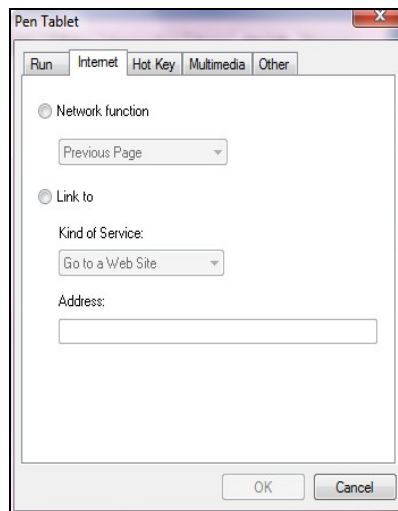 Pen Tablet
Run Internet Hot Key Multimedia Other
Network function
Previous Page
Link to
Kind of Service:
Go to a Web Site
Address:
OK Cancel